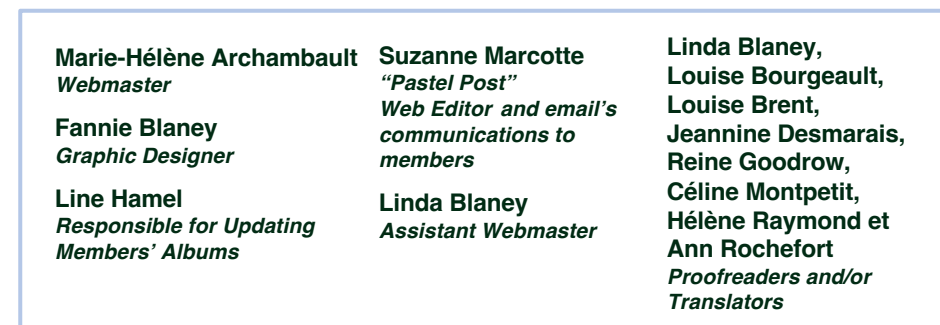 Marie-Hélène Archambault
Webmaster
Fannie Blaney
Graphic Designer
Line Hamel
Responsible for Updating
Members’ Albums
Suzanne Marcotte
“Pastel Post”
Web Editor and email’s
communications to
members
Linda Blaney
Assistant Webmaster
Linda Blaney,
Louise Bourgeault,
Louise Brent,
Jeannine Desmarais,
Reine Goodrow,
Céline Montpetit,
Hélène Raymond et
Ann Rochefort
Proofreaders and/or
Translators